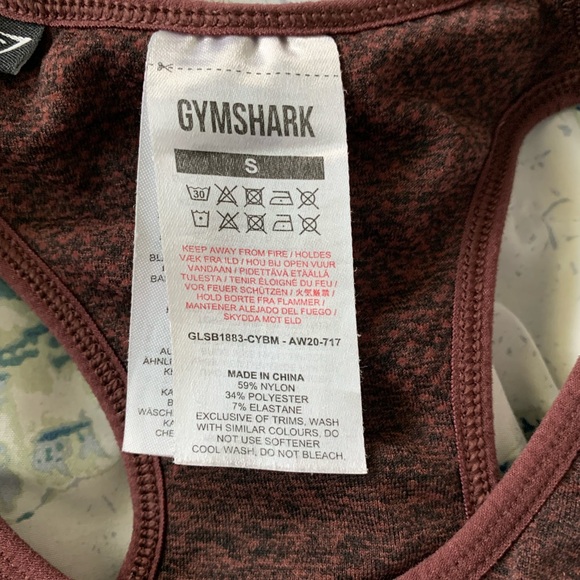 GYMSHARK
S
30
KEEP AWAY FROM FIRE / HOLDES
VÆK FRA ILD / HOU BIJ OPEN VUUR
VANDAAN / PIDETTÄVÄ ETÄÄLLÄ
TULESTA / TENIR ÉLOIGNÉ DU FEU /
VOR FEUER SCHÜTZEN / 火気厳禁 /
HOLD BORTE FRA FLAMMER /
MANTENER ALEJADO DEL FUEGO /
SKYDDA MOT ELD
GLSB1883-CYBM - AW20-717
MADE IN CHINA
59% NYLON
34% POLYESTER
7% ELASTANE
EXCLUSIVE OF TRIMS, WASH
WITH SIMILAR COLOURS, DO
NOT USE SOFTENER
COOL WASH, DO NOT BLEACH.